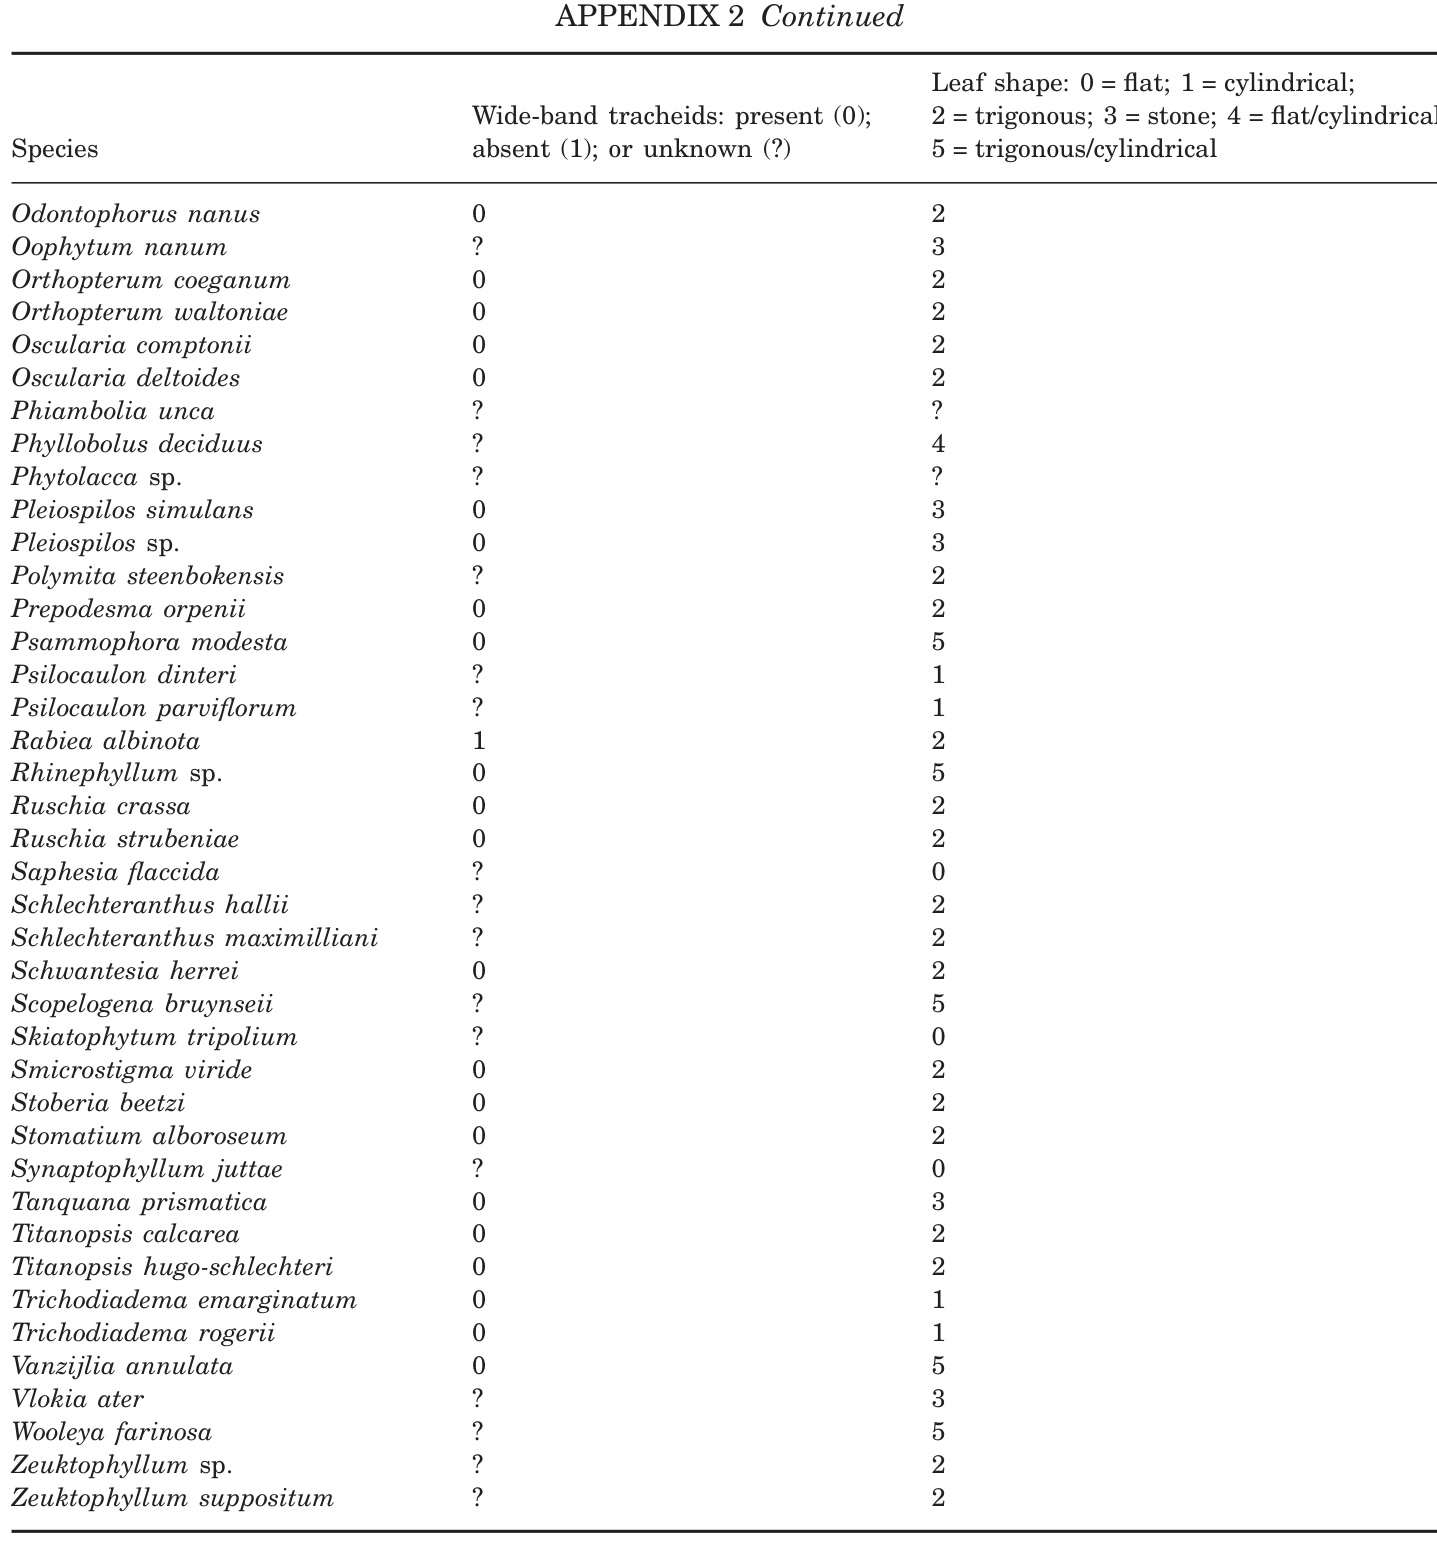 APPENDIX 2 Continued
Leaf shape: 0 = flat; 1 = cylindrical;
Wide-band tracheids: present (0); 2 = trigonous; 3 = stone; 4 = flat/cylindrical
Species absent (1); or unknown (?) 5 = trigonous/cylindrical
Odontophorus nanus 0 2
Oophytum nanum ? 3
Orthopterum coeganum 0 2
Orthopterum waltoniae 0 2
Oscularia comptonii 0 2
Oscularia deltoides 0 2
Phiambolia unca ? ?
Phyllobolus deciduus ? 4
Phytolacca sp. ? ?
Pleiospilos simulans 0 3
Pleiospilos sp. 0 3
Polymita steenbokensis ? 2
Prepodesma orpenii 0 2
Psammophora modesta 0 5
Psilocaulon dinteri ? 1
Psilocaulon parviflorum ? 1
Rabiea albinota 1 2
Rhinephyllum sp. 0 5
Ruschia crassa 0 2
Ruschia strubeniae 0 2
Saphesia flaccida ? 0
Schlechteranthus hallii ? 2
Schlechteranthus maximilliani ? 2
Schwantesia herrei 0 2
Scopelogena bruynseii ? 5
Skiatophytum tripolium ? 0
Smicrostigma viride 0 2
Stoberia beetzi 0 2
Stomatium alboroseum 0 2
Synaptophyllum juttae ? 0
Tanquana prismatica 0 3
Titanopsis calcarea 0 2
Titanopsis hugo-schlechteri 0 2
Trichodiadema emarginatum 0 1
Trichodiadema rogerii 0 1
Vanzijlia annulata 0 5
Vlokia ater ? 3
Wooleya farinosa ? 5
Zeuktophyllum sp. ? 2
Zeuktophyllum suppositum ? 2